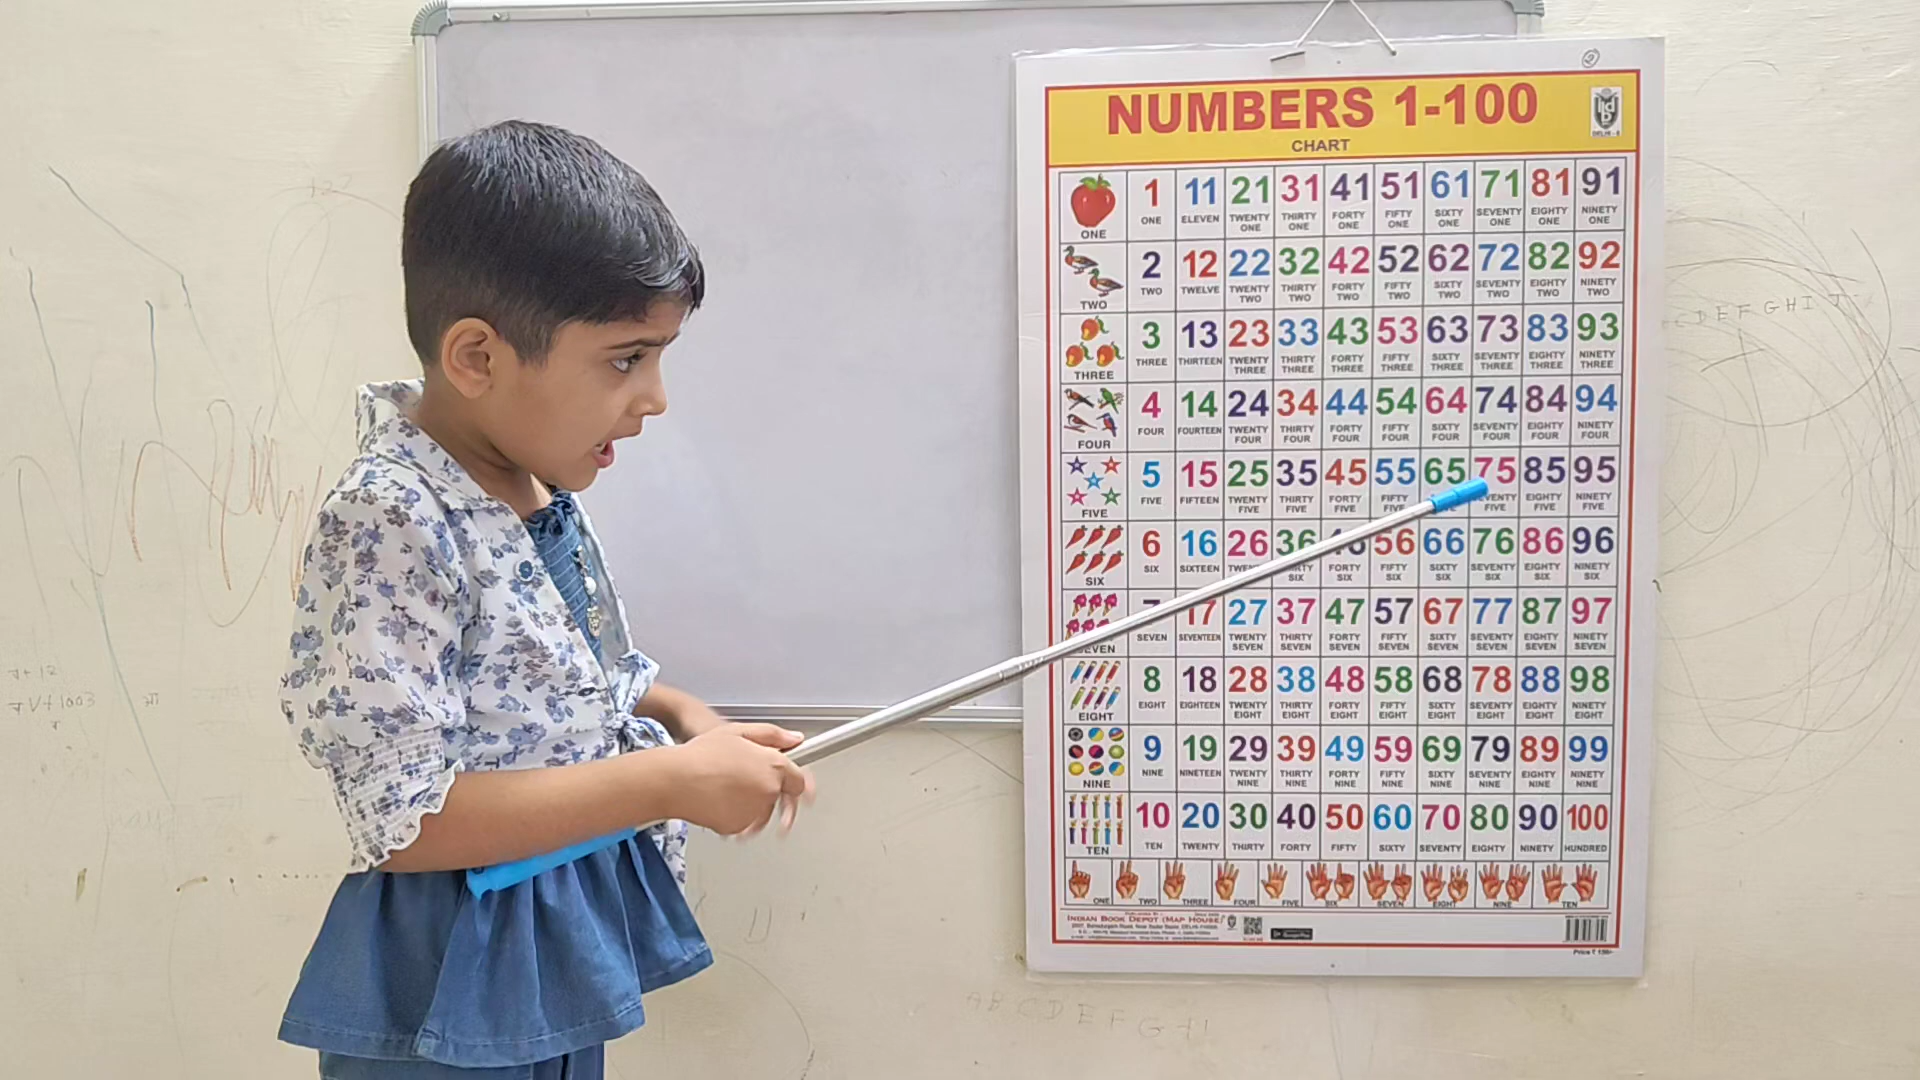 2
NUMBERS 1-100
CHART
ONE 1 ONE 11 ELEVEN 21 TWENTY ONE 31 THIRTY ONE 41 FORTY ONE 51 FIFTY ONE 61 SIXTY ONE 71 SEVENTY ONE 81 EIGHTY ONE 91 NINETY ONE
TWO 2 TWO 12 TWELVE 22 TWENTY TWO 32 THIRTY TWO 42 FORTY TWO 52 FIFTY TWO 62 SIXTY TWO 72 SEVENTY TWO 82 EIGHTY TWO 92 NINETY TWO
THREE 3 THREE 13 THIRTEEN 23 TWENTY THREE 33 THIRTY THREE 43 FORTY THREE 53 FIFTY THREE 63 SIXTY THREE 73 SEVENTY THREE 83 EIGHTY THREE 93 NINETY THREE
FOUR 4 FOUR 14 FOURTEEN 24 TWENTY FOUR 34 THIRTY FOUR 44 FORTY FOUR 54 FIFTY FOUR 64 SIXTY FOUR 74 SEVENTY FOUR 84 EIGHTY FOUR 94 NINETY FOUR
FIVE 5 FIVE 15 FIFTEEN 25 TWENTY FIVE 35 THIRTY FIVE 45 FORTY FIVE 55 FIFTY FIVE 65 75 FIVE 85 EIGHTY FIVE 95 NINETY FIVE
SIX 6 SIX 16 SIXTEEN 26 36 SIX 46 FORTY SIX 56 FIFTY SIX 66 SIXTY SIX 76 SEVENTY SIX 86 EIGHTY SIX 96 NINETY SIX
SEVEN 17 SEVENTEEN 27 TWENTY SEVEN 37 THIRTY SEVEN 47 FORTY SEVEN 57 FIFTY SEVEN 67 SIXTY SEVEN 77 SEVENTY SEVEN 87 EIGHTY SEVEN 97 NINETY SEVEN
EIGHT 8 EIGHT 18 EIGHTEEN 28 TWENTY EIGHT 38 THIRTY EIGHT 48 FORTY EIGHT 58 FIFTY EIGHT 68 SIXTY EIGHT 78 SEVENTY EIGHT 88 EIGHTY EIGHT 98 NINETY EIGHT
NINE 9 NINE 19 NINETEEN 29 TWENTY NINE 39 THIRTY NINE 49 FORTY NINE 59 FIFTY NINE 69 SIXTY NINE 79 SEVENTY NINE 89 EIGHTY NINE 99 NINETY NINE
TEN 10 TEN 20 TWENTY 30 THIRTY 40 FORTY 50 FIFTY 60 SIXTY 70 SEVENTY 80 EIGHTY 90 NINETY 100 HUNDRED
ONE TWO THREE FOUR FIVE SIX SEVEN EIGHT NINE TEN
INDIAN BOOK DEPOT (MAP HOUSE)
D E F G H I J
A B C D E F G H